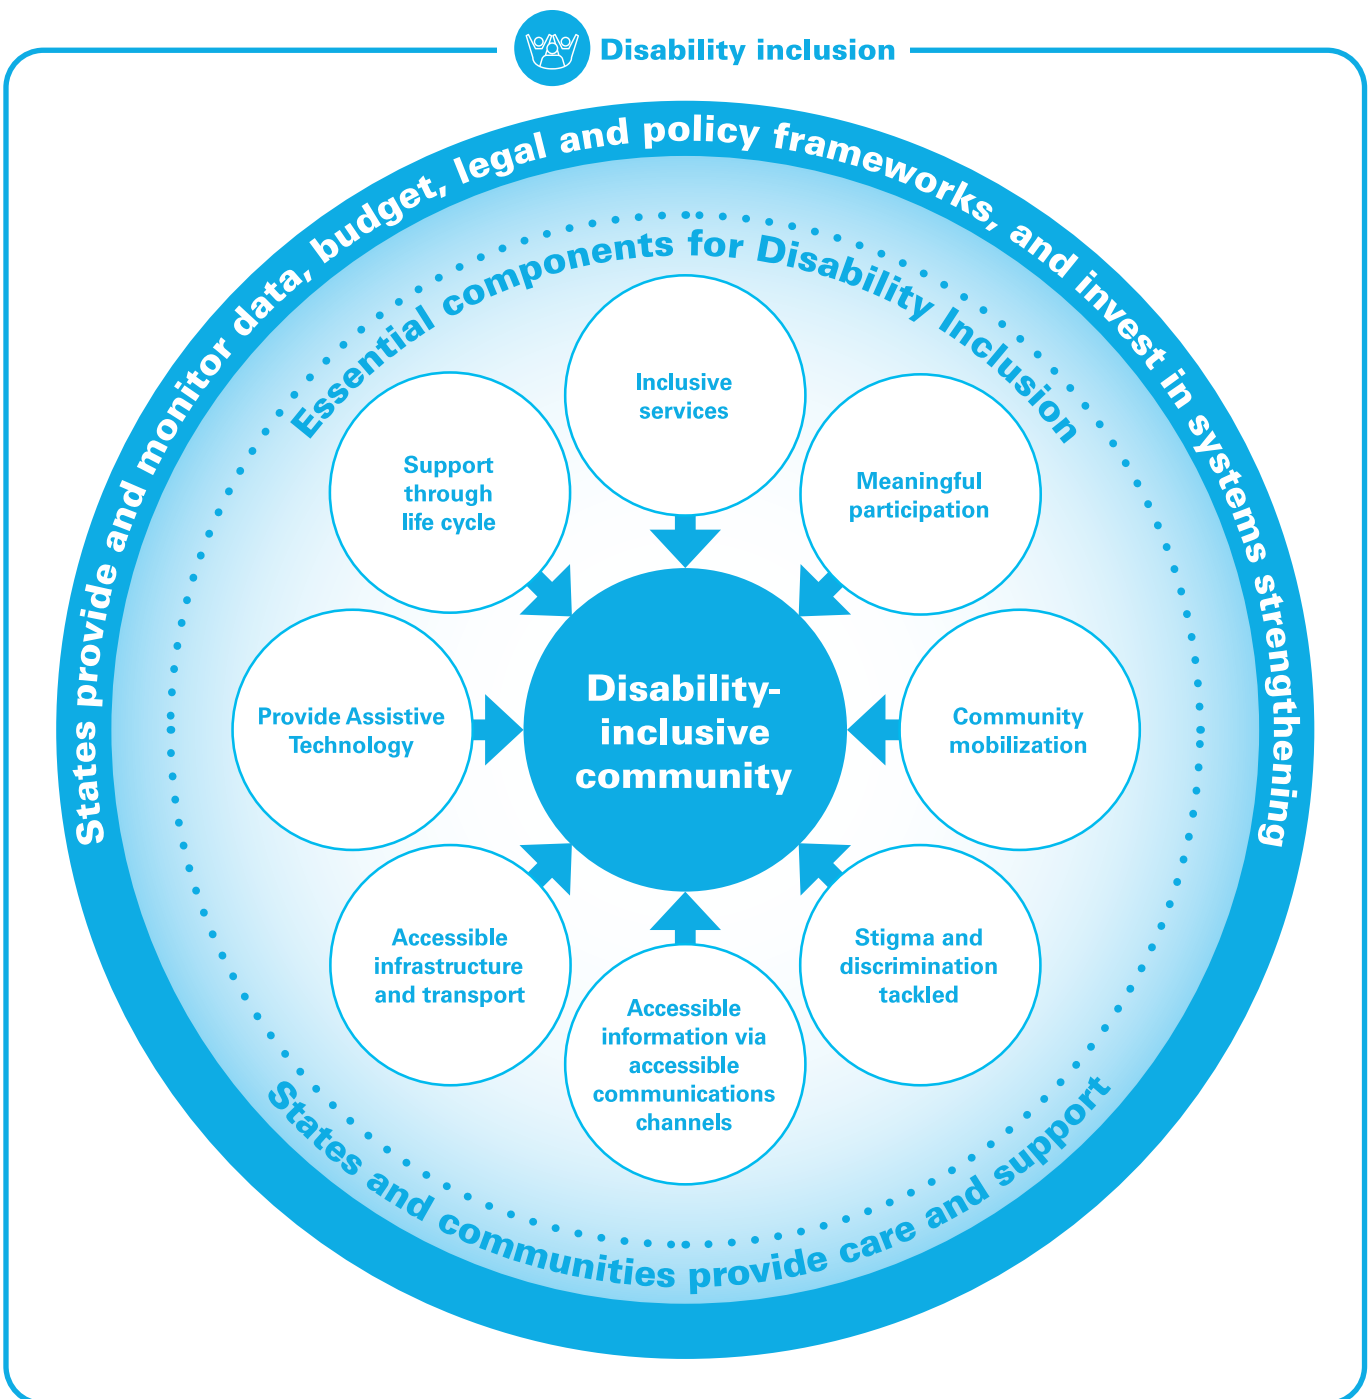 Disability inclusion
States provide and monitor data, budget, legal and policy frameworks, and invest in systems strengthening
Essential components for Disability Inclusion
Inclusive
services
Meaningful
participation
Community
mobilization
Stigma and
discrimination
tackled
Accessible
information via
accessible
communications
channels
Accessible
infrastructure
and transport
Provide Assistive
Technology
Support
through
life cycle
Disability-
inclusive
community
States and communities provide care and support